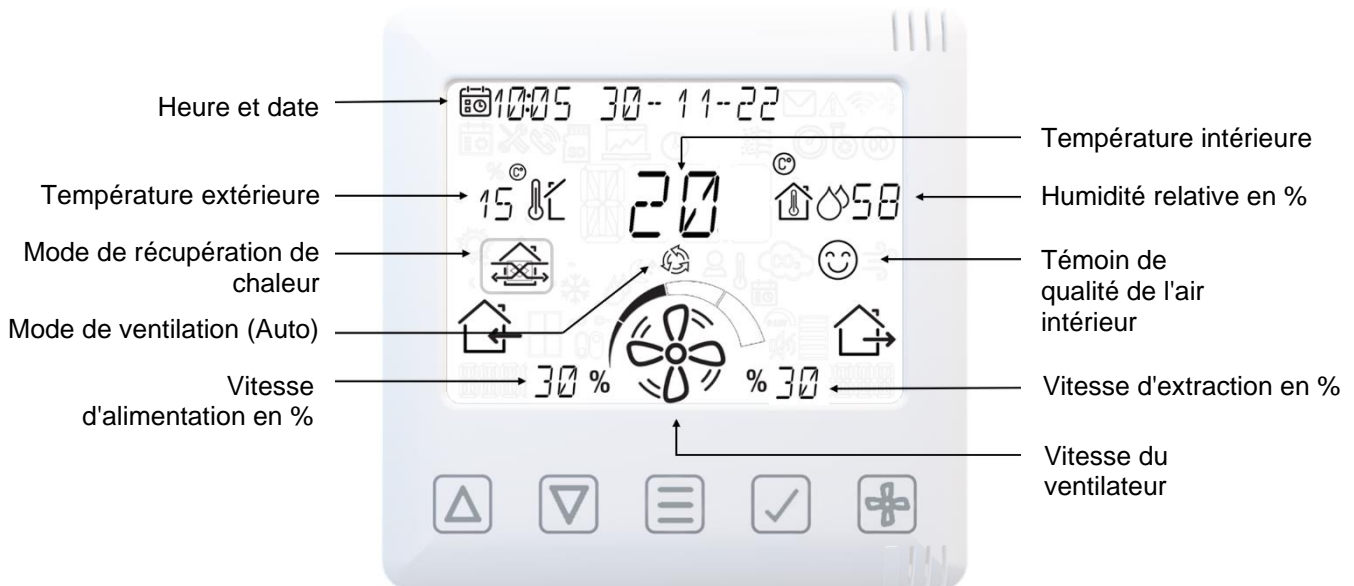 10:05 30-11-22
Heure et date
Température intérieure
C°
C°
Température extérieure
15
20
58
Humidité relative en %
Mode de récupération de
chaleur
Témoin de
qualité de l'air
intérieur
Mode de ventilation (Auto)
Vitesse
d'alimentation en %
30 %
% 30
Vitesse d'extraction en %
Vitesse du
ventilateur